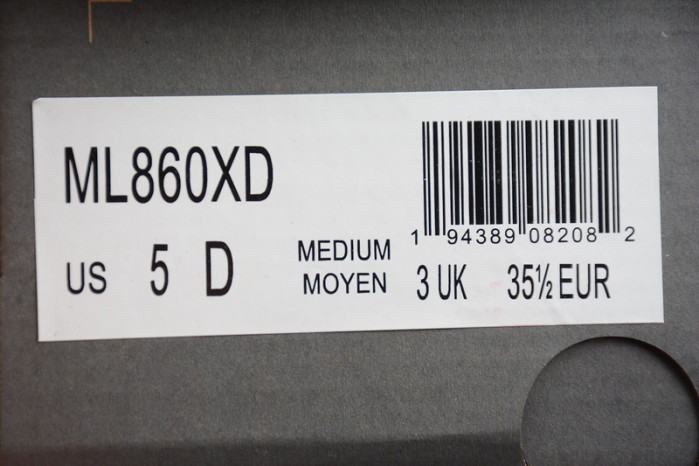 ML860XD
1 94389 08208 2
US 5 D MEDIUM
MOYEN 3 UK 35½ EUR